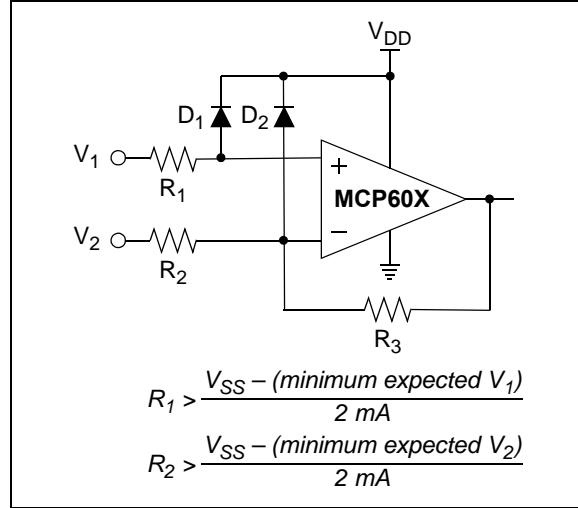 V_DD
D_1 D_2
V_1
R_1
+
MCP60X
V_2
R_2
−
R_3
R_1 > V_SS – (minimum expected V_1) / 2 mA
R_2 > V_SS – (minimum expected V_2) / 2 mA